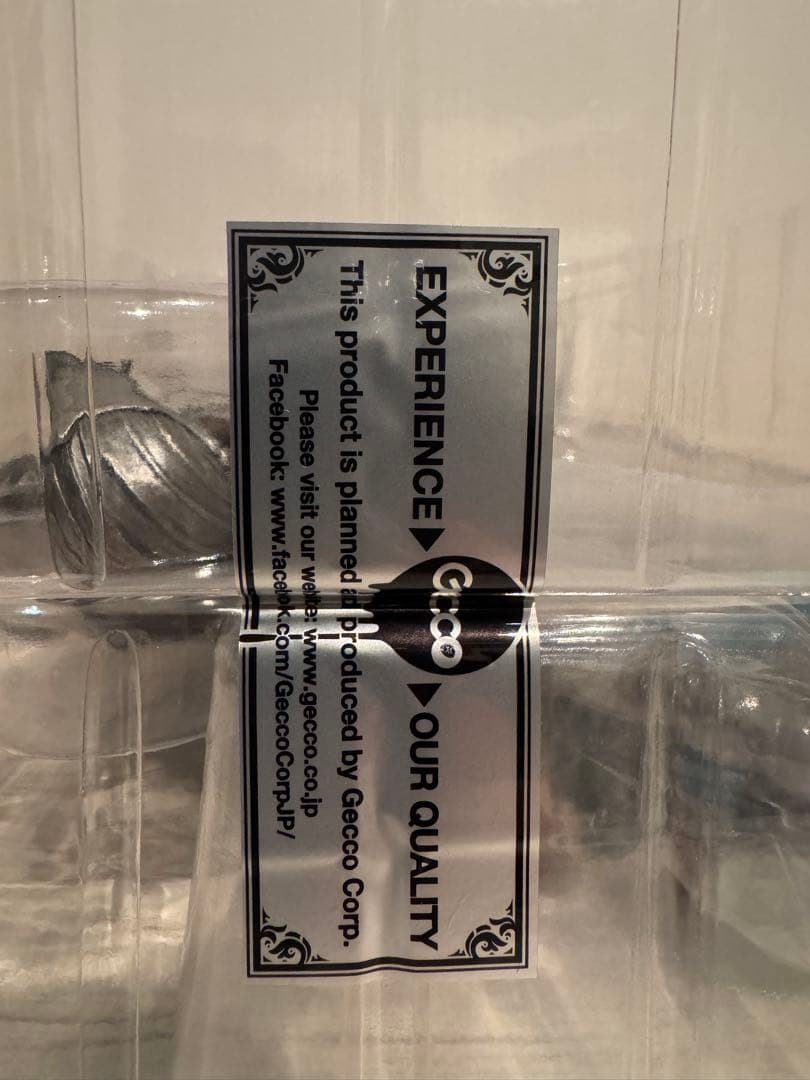 EXPERIENCE▶Gecco▶OUR QUALITY
This product is planned produced by Gecco Corp.
Please visit our www.gecco.co.jp
Facebook: www.facebook.com/GeccoCorpJP/